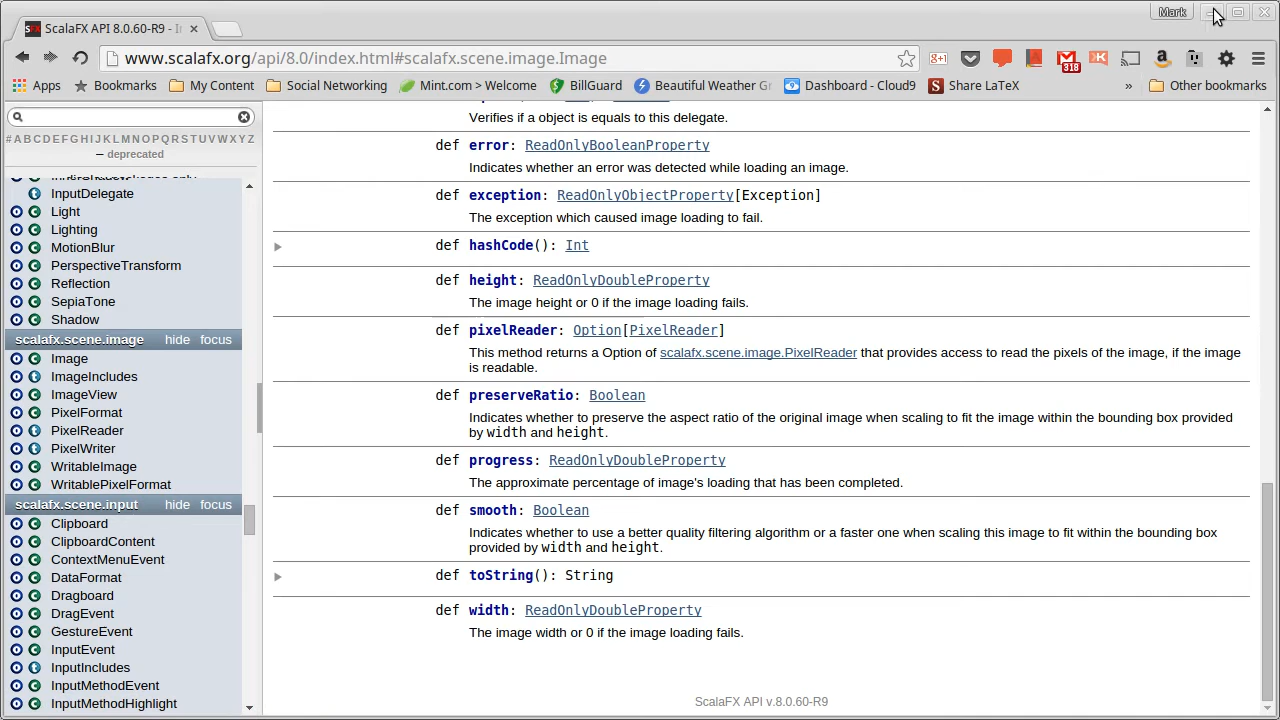 Mark
ScalaFX API 8.0.60-R9 - I
www.scalafx.org/api/8.0/index.html#scalafx.scene.image.Image
318
Apps Bookmarks My Content Social Networking Mint.com > Welcome BillGuard Beautiful Weather Gr Dashboard - Cloud9 Share LaTeX » Other bookmarks
#ABCDEFGHIJKLMNOPQRSTUVWXYZ
– deprecated
InputDelegate
Light
Lighting
MotionBlur
PerspectiveTransform
Reflection
SepiaTone
Shadow
scalafx.scene.image hide focus
Image
ImageIncludes
ImageView
PixelFormat
PixelReader
PixelWriter
WritableImage
WritablePixelFormat
scalafx.scene.input hide focus
Clipboard
ClipboardContent
ContextMenuEvent
DataFormat
Dragboard
DragEvent
GestureEvent
InputEvent
InputIncludes
InputMethodEvent
InputMethodHighlight
Verifies if a object is equals to this delegate.
def error: ReadOnlyBooleanProperty
Indicates whether an error was detected while loading an image.
def exception: ReadOnlyObjectProperty[Exception]
The exception which caused image loading to fail.
def hashCode(): Int
def height: ReadOnlyDoubleProperty
The image height or 0 if the image loading fails.
def pixelReader: Option[PixelReader]
This method returns a Option of scalafx.scene.image.PixelReader that provides access to read the pixels of the image, if the image
is readable.
def preserveRatio: Boolean
Indicates whether to preserve the aspect ratio of the original image when scaling to fit the image within the bounding box provided
by width and height.
def progress: ReadOnlyDoubleProperty
The approximate percentage of image's loading that has been completed.
def smooth: Boolean
Indicates whether to use a better quality filtering algorithm or a faster one when scaling this image to fit within the bounding box
provided by width and height.
def toString(): String
def width: ReadOnlyDoubleProperty
The image width or 0 if the image loading fails.
ScalaFX API v.8.0.60-R9